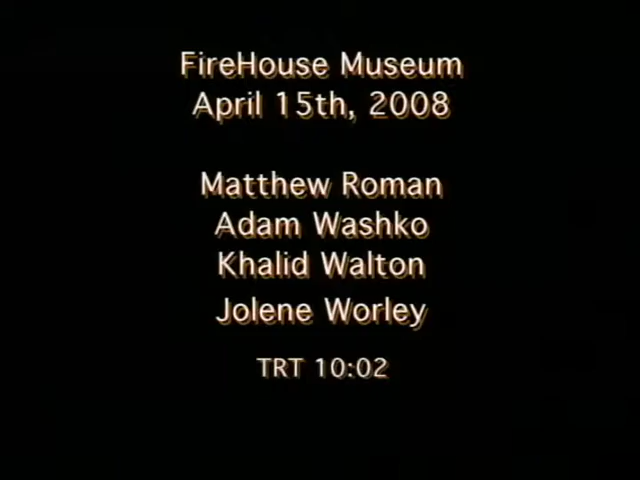 FireHouse Museum
April 15th, 2008
Matthew Roman
Adam Washko
Khalid Walton
Jolene Worley
TRT 10:02